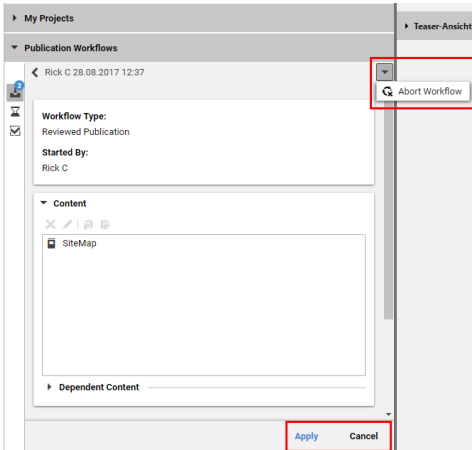 My Projects
Teaser-Ansicht
Publication Workflows
Rick C 28.08.2017 12:37
2
Abort Workflow
Workflow Type:
Reviewed Publication
Started By:
Rick C
Content
SiteMap
Dependent Content
Apply Cancel